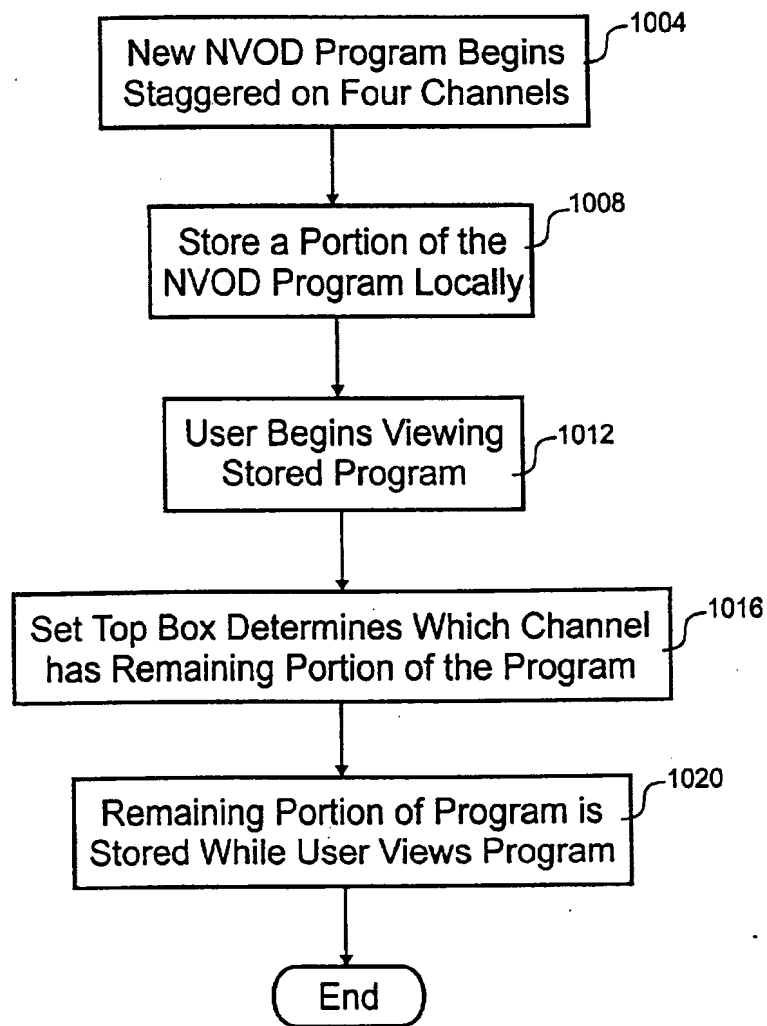 New NVOD Program Begins
Staggered on Four Channels
1004
Store a Portion of the
NVOD Program Locally
1008
User Begins Viewing
Stored Program
1012
Set Top Box Determines Which Channel
has Remaining Portion of the Program
1016
Remaining Portion of Program is
Stored While User Views Program
1020
End